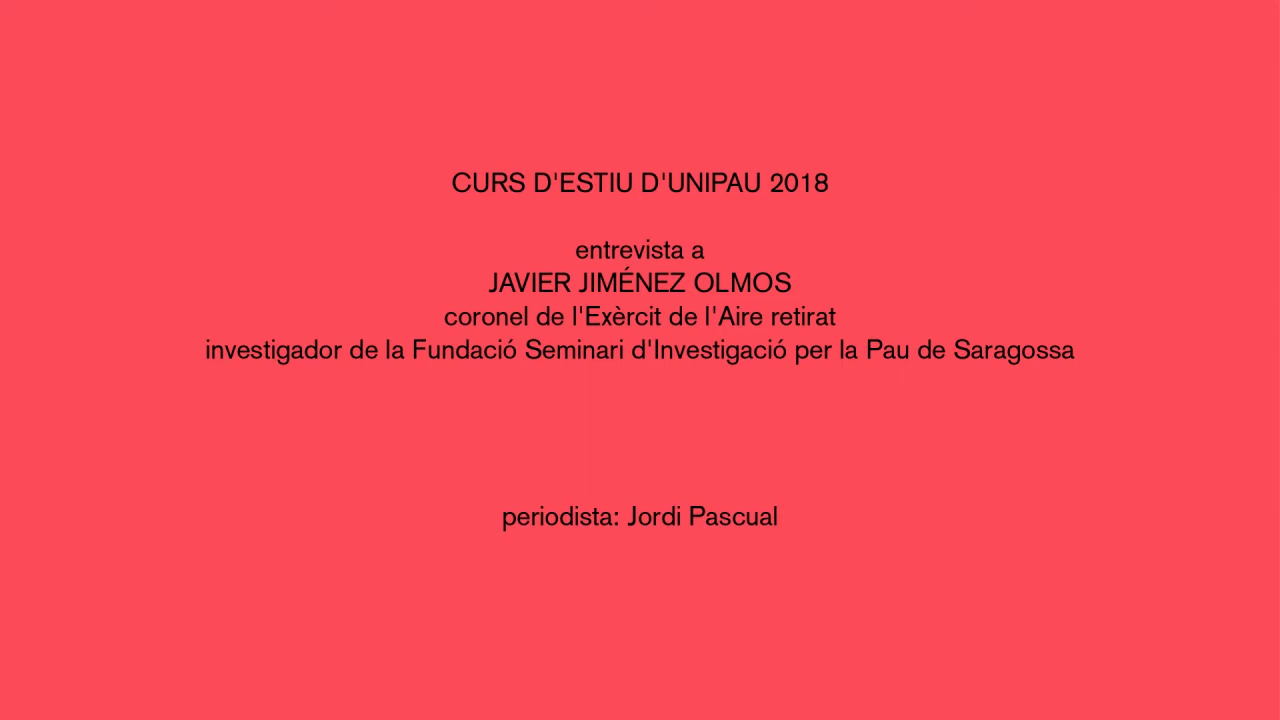 CURS D'ESTIU D'UNIPAU 2018
entrevista a
JAVIER JIMÉNEZ OLMOS
coronel de l'Exèrcit de l'Aire retirat
investigador de la Fundació Seminari d'Investigació per la Pau de Saragossa
periodista: Jordi Pascual